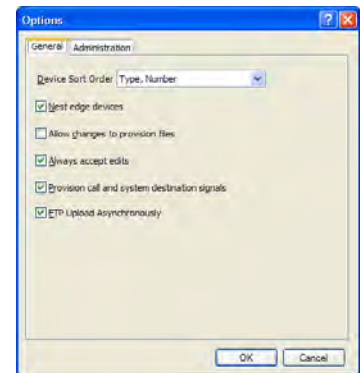 Options
General Administration
Device Sort Order Type, Number
Nest edge devices
Allow changes to provision files
Always accept edits
Provision call and system destination signals
FTP Upload Asynchronously
OK Cancel